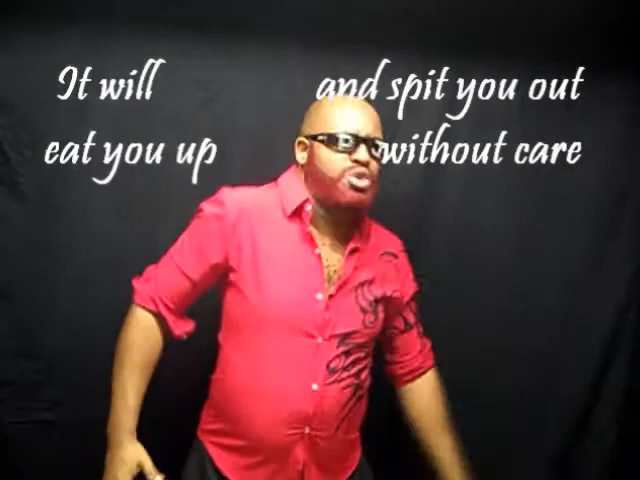 It will
eat you up
and spit you out
without care